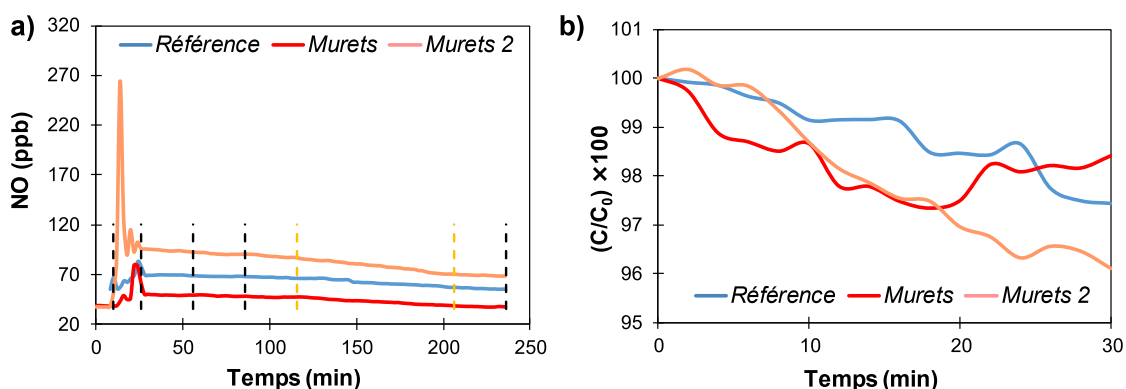 a)
320
270
220
170
120
70
20
NO (ppb)
Référence
Murets
Murets 2
0
50
100
150
200
250
Temps (min)
b)
101
100
99
98
97
96
95
(C/C₀) ×100
Référence
Murets
Murets 2
0
10
20
30
Temps (min)